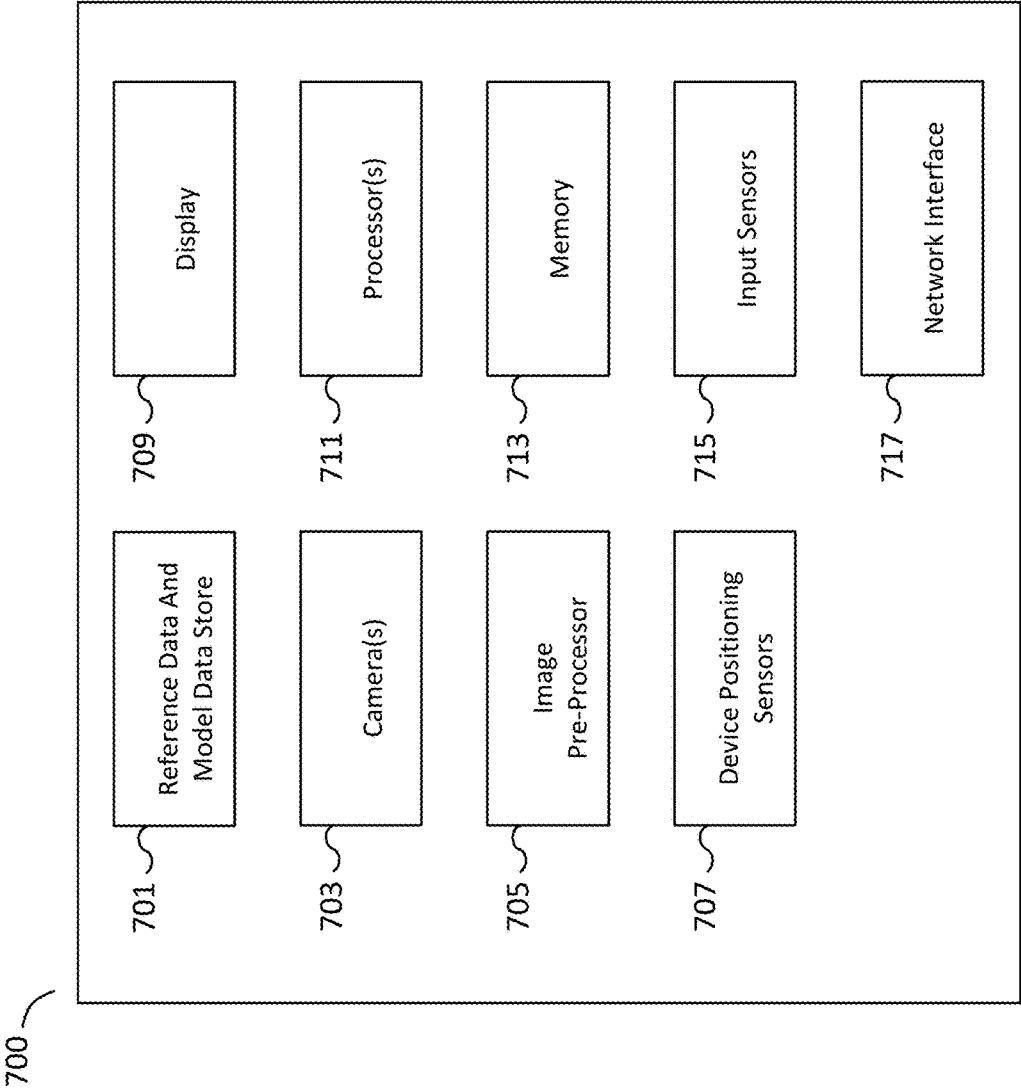 700
701
Reference Data And
Model Data Store
703
Camera(s)
705
Image
Pre-Processor
707
Device Positioning
Sensors
709
Display
711
Processor(s)
713
Memory
715
Input Sensors
717
Network Interface